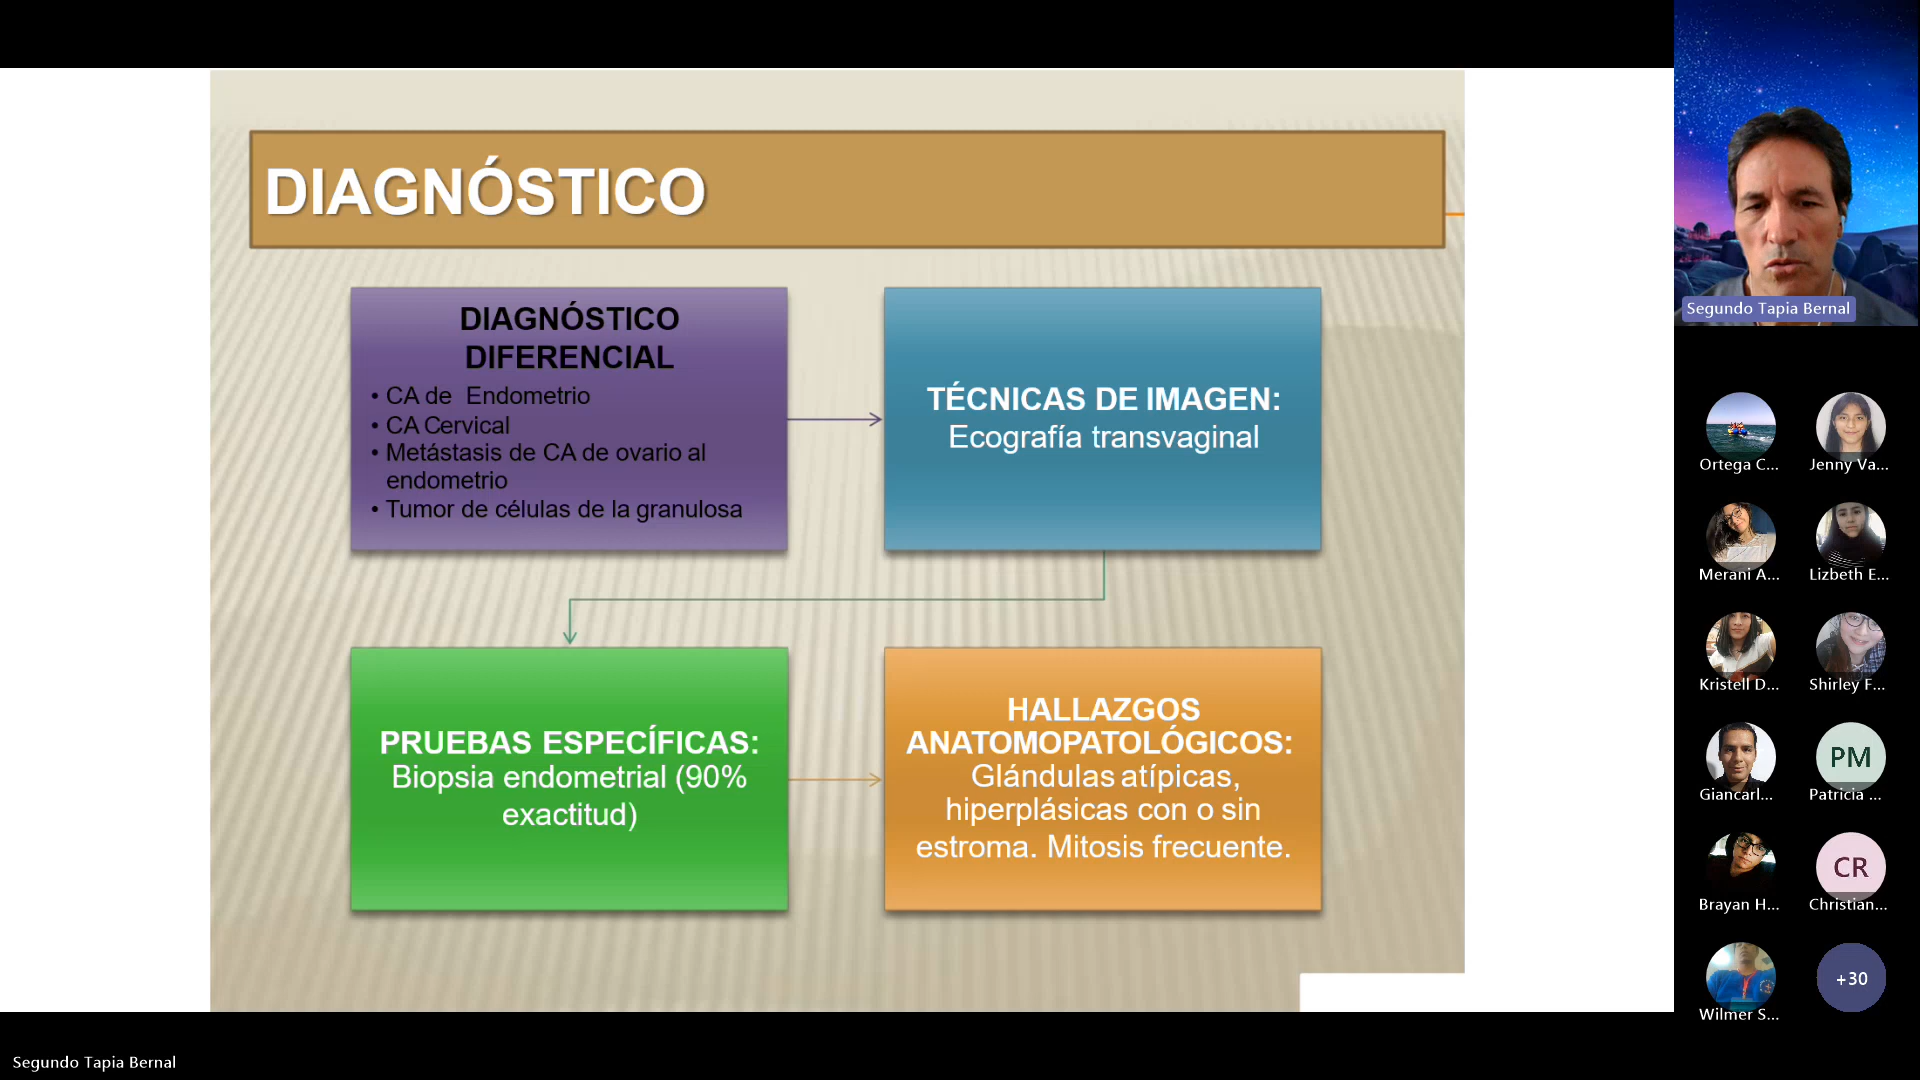 DIAGNÓSTICO
DIAGNÓSTICO
DIFERENCIAL
• CA de Endometrio
• CA Cervical
• Metástasis de CA de ovario al
endometrio
• Tumor de células de la granulosa
TÉCNICAS DE IMAGEN:
Ecografía transvaginal
PRUEBAS ESPECÍFICAS:
Biopsia endometrial (90%
exactitud)
HALLAZGOS
ANATOMOPATOLÓGICOS:
Glándulas atípicas,
hiperplásicas con o sin
estroma. Mitosis frecuente.
Segundo Tapia Bernal
Ortega C...
Jenny Va...
Merani A...
Lizbeth E...
Kristell D...
Shirley F...
Giancarl...
PM
Patricia ...
Brayan H...
CR
Christian...
Wilmer S...
+30
Segundo Tapia Bernal